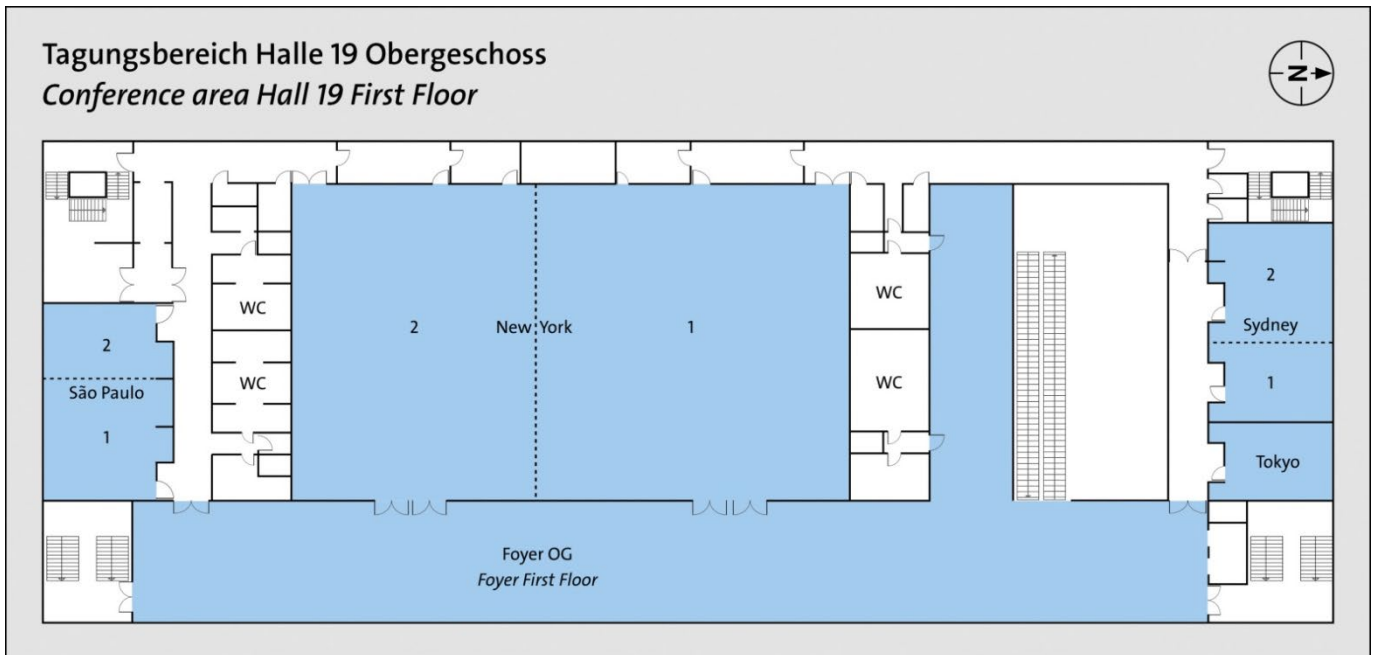 Tagungsbereich Halle 19 Obergeschoss
Conference area Hall 19 First Floor
N
2
São Paulo
1
WC
WC
2
New York
1
WC
WC
2
Sydney
1
Tokyo
Foyer OG
Foyer First Floor